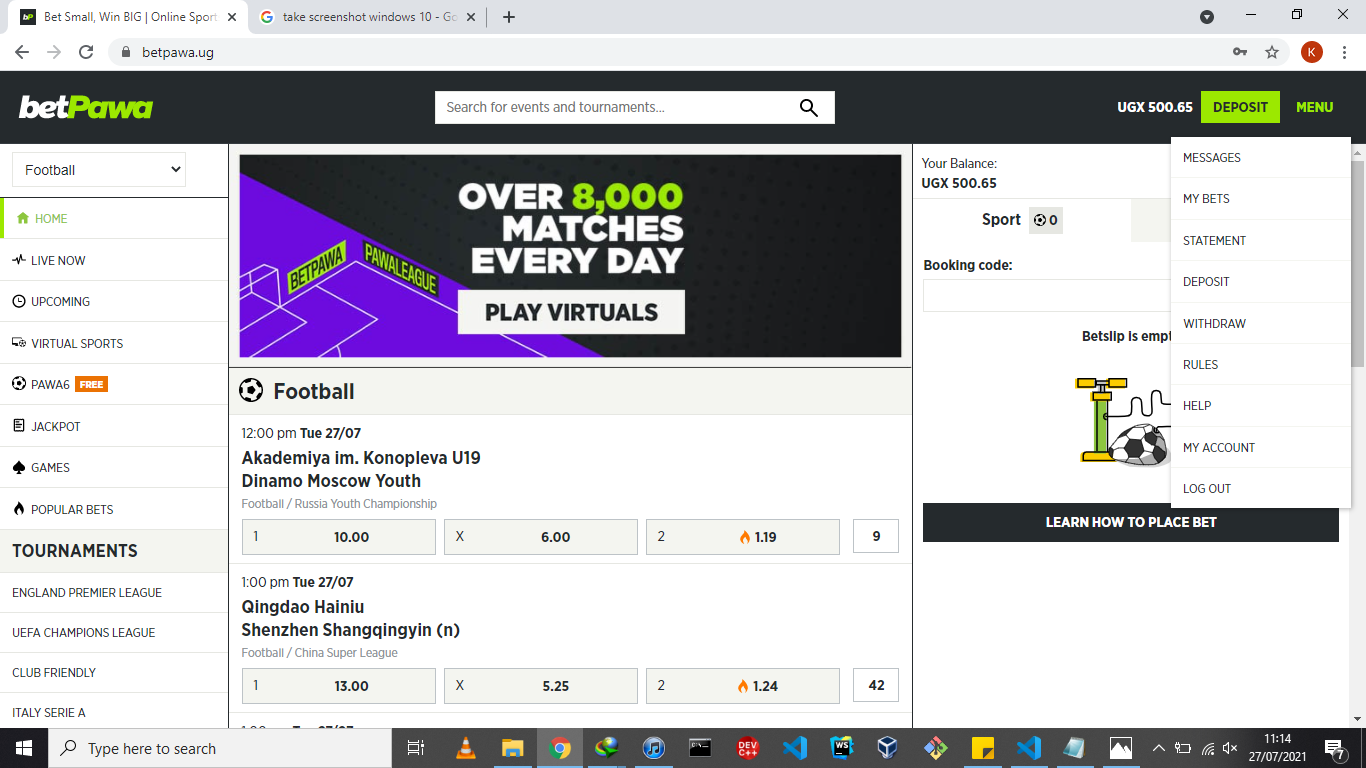 Bet Small, Win BIG | Online Sport
take screenshot windows 10 - Go
betpawa.ug
K
betPawa
Search for events and tournaments...
UGX 500.65
DEPOSIT
MENU
Football
HOME
LIVE NOW
UPCOMING
VIRTUAL SPORTS
PAWA6 FREE
JACKPOT
GAMES
POPULAR BETS
TOURNAMENTS
ENGLAND PREMIER LEAGUE
UEFA CHAMPIONS LEAGUE
CLUB FRIENDLY
ITALY SERIE A
OVER 8,000
MATCHES
EVERY DAY
BETPAWA
PAWALEAGUE
PLAY VIRTUALS
Football
12:00 pm Tue 27/07
Akademiya im. Konopleva U19
Dinamo Moscow Youth
Football / Russia Youth Championship
1 10.00 X 6.00 2 1.19 9
1:00 pm Tue 27/07
Qingdao Hainiu
Shenzhen Shangqingyin (n)
Football / China Super League
1 13.00 X 5.25 2 1.24 42
Your Balance:
UGX 500.65
Sport 0
Booking code:
Betslip is empt
LEARN HOW TO PLACE BET
MESSAGES
MY BETS
STATEMENT
DEPOSIT
WITHDRAW
RULES
HELP
MY ACCOUNT
LOG OUT
Type here to search
DEV
C++
WS
11:14
27/07/2021
7